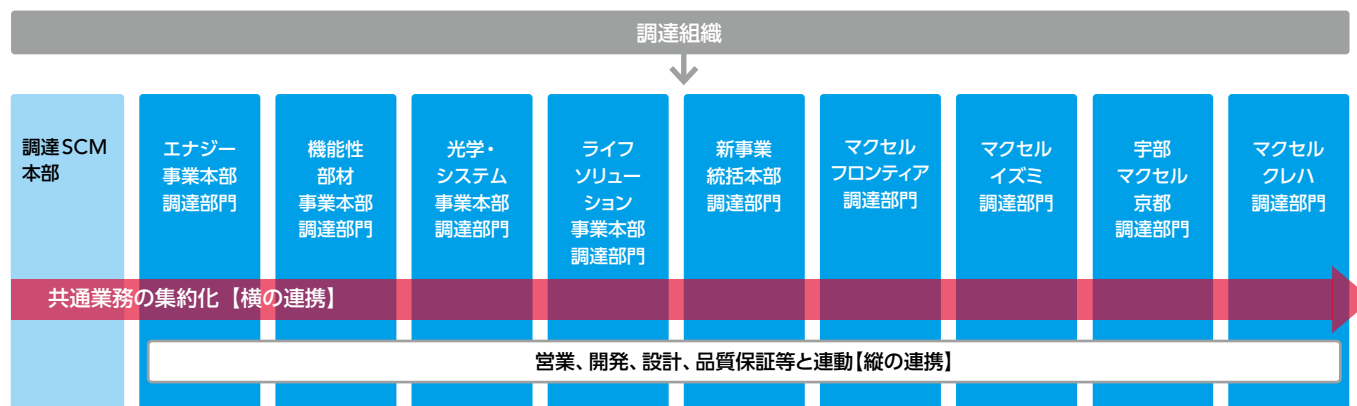 調達組織
調達SCM
本部
エナジー
事業本部
調達部門
機能性
部材
事業本部
調達部門
光学・
システム
事業本部
調達部門
ライフ
ソリュー
ション
事業本部
調達部門
新事業
統括本部
調達部門
マクセル
フロンティア
調達部門
マクセル
イズミ
調達部門
宇部
マクセル
京都
調達部門
マクセル
クレハ
調達部門
共通業務の集約化【横の連携】
営業、開発、設計、品質保証等と連動【縦の連携】